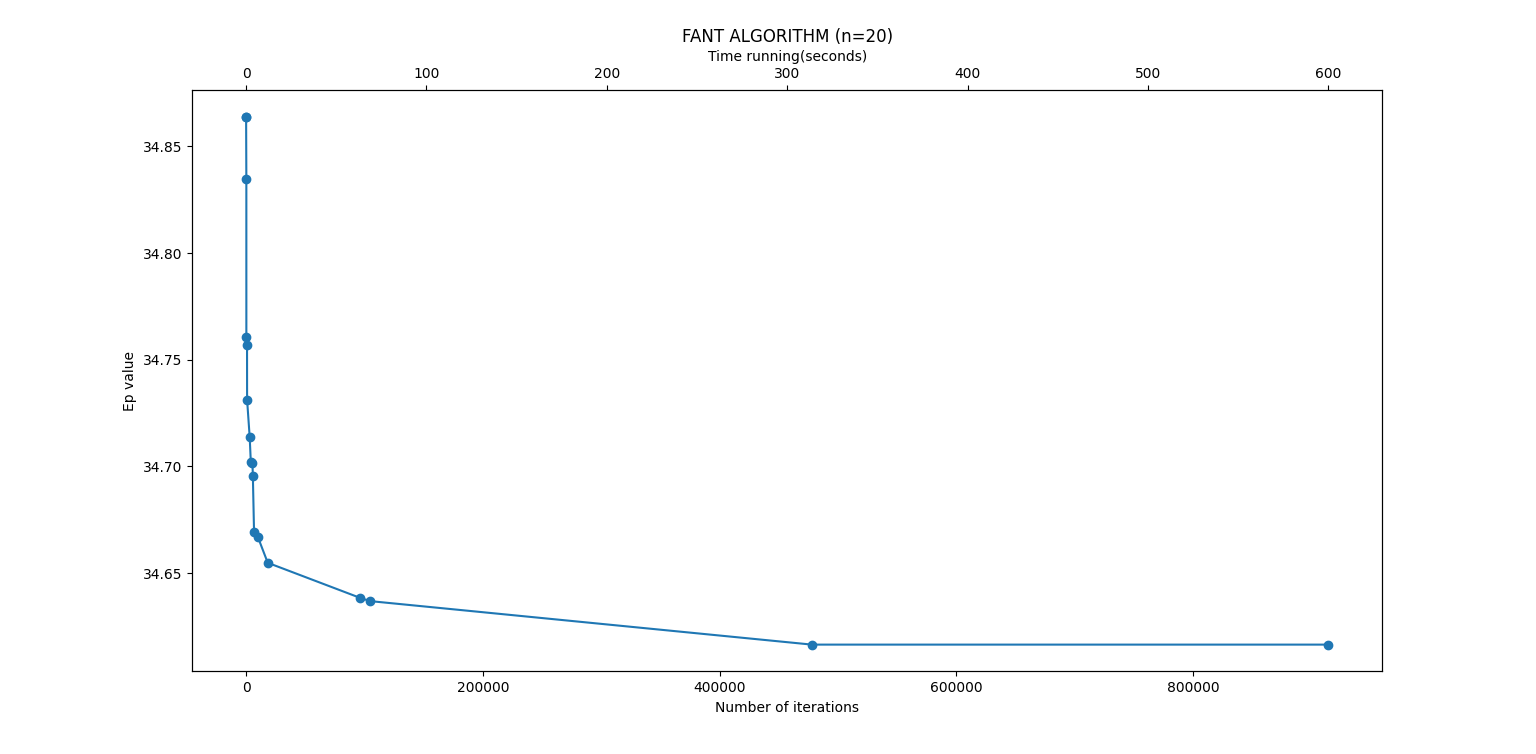 FANT ALGORITHM (n=20)
Time running(seconds)
0 100 200 300 400 500 600
34.85
34.80
34.75
34.70
34.65
Ep value
0 200000 400000 600000 800000
Number of iterations